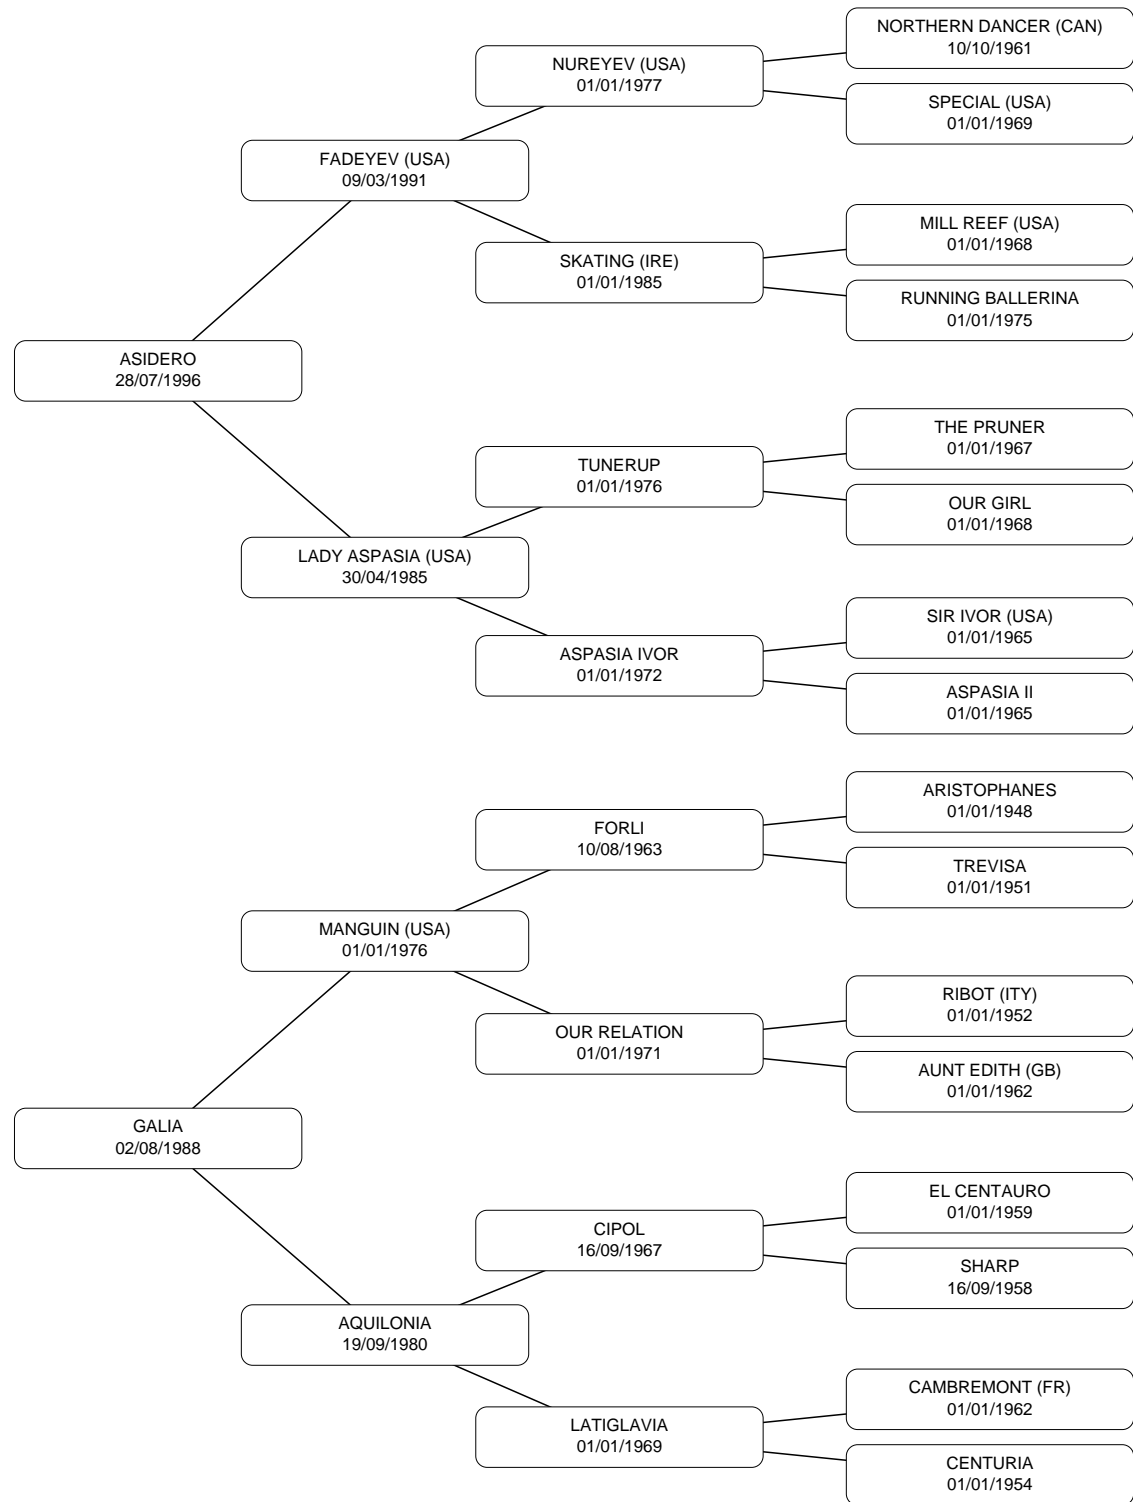 NORTHERN DANCER (CAN)
10/10/1961
NUREYEV (USA)
01/01/1977
SPECIAL (USA)
01/01/1969
FADEYEV (USA)
09/03/1991
MILL REEF (USA)
01/01/1968
SKATING (IRE)
01/01/1985
RUNNING BALLERINA
01/01/1975
ASIDERO
28/07/1996
THE PRUNER
01/01/1967
TUNERUP
01/01/1976
OUR GIRL
01/01/1968
LADY ASPASIA (USA)
30/04/1985
SIR IVOR (USA)
01/01/1965
ASPASIA IVOR
01/01/1972
ASPASIA II
01/01/1965
ARISTOPHANES
01/01/1948
FORLI
10/08/1963
TREVISA
01/01/1951
MANGUIN (USA)
01/01/1976
RIBOT (ITY)
01/01/1952
OUR RELATION
01/01/1971
AUNT EDITH (GB)
01/01/1962
GALIA
02/08/1988
EL CENTAURO
01/01/1959
CIPOL
16/09/1967
SHARP
16/09/1958
AQUILONIA
19/09/1980
CAMBREMONT (FR)
01/01/1962
LATIGLAVIA
01/01/1969
CENTURIA
01/01/1954